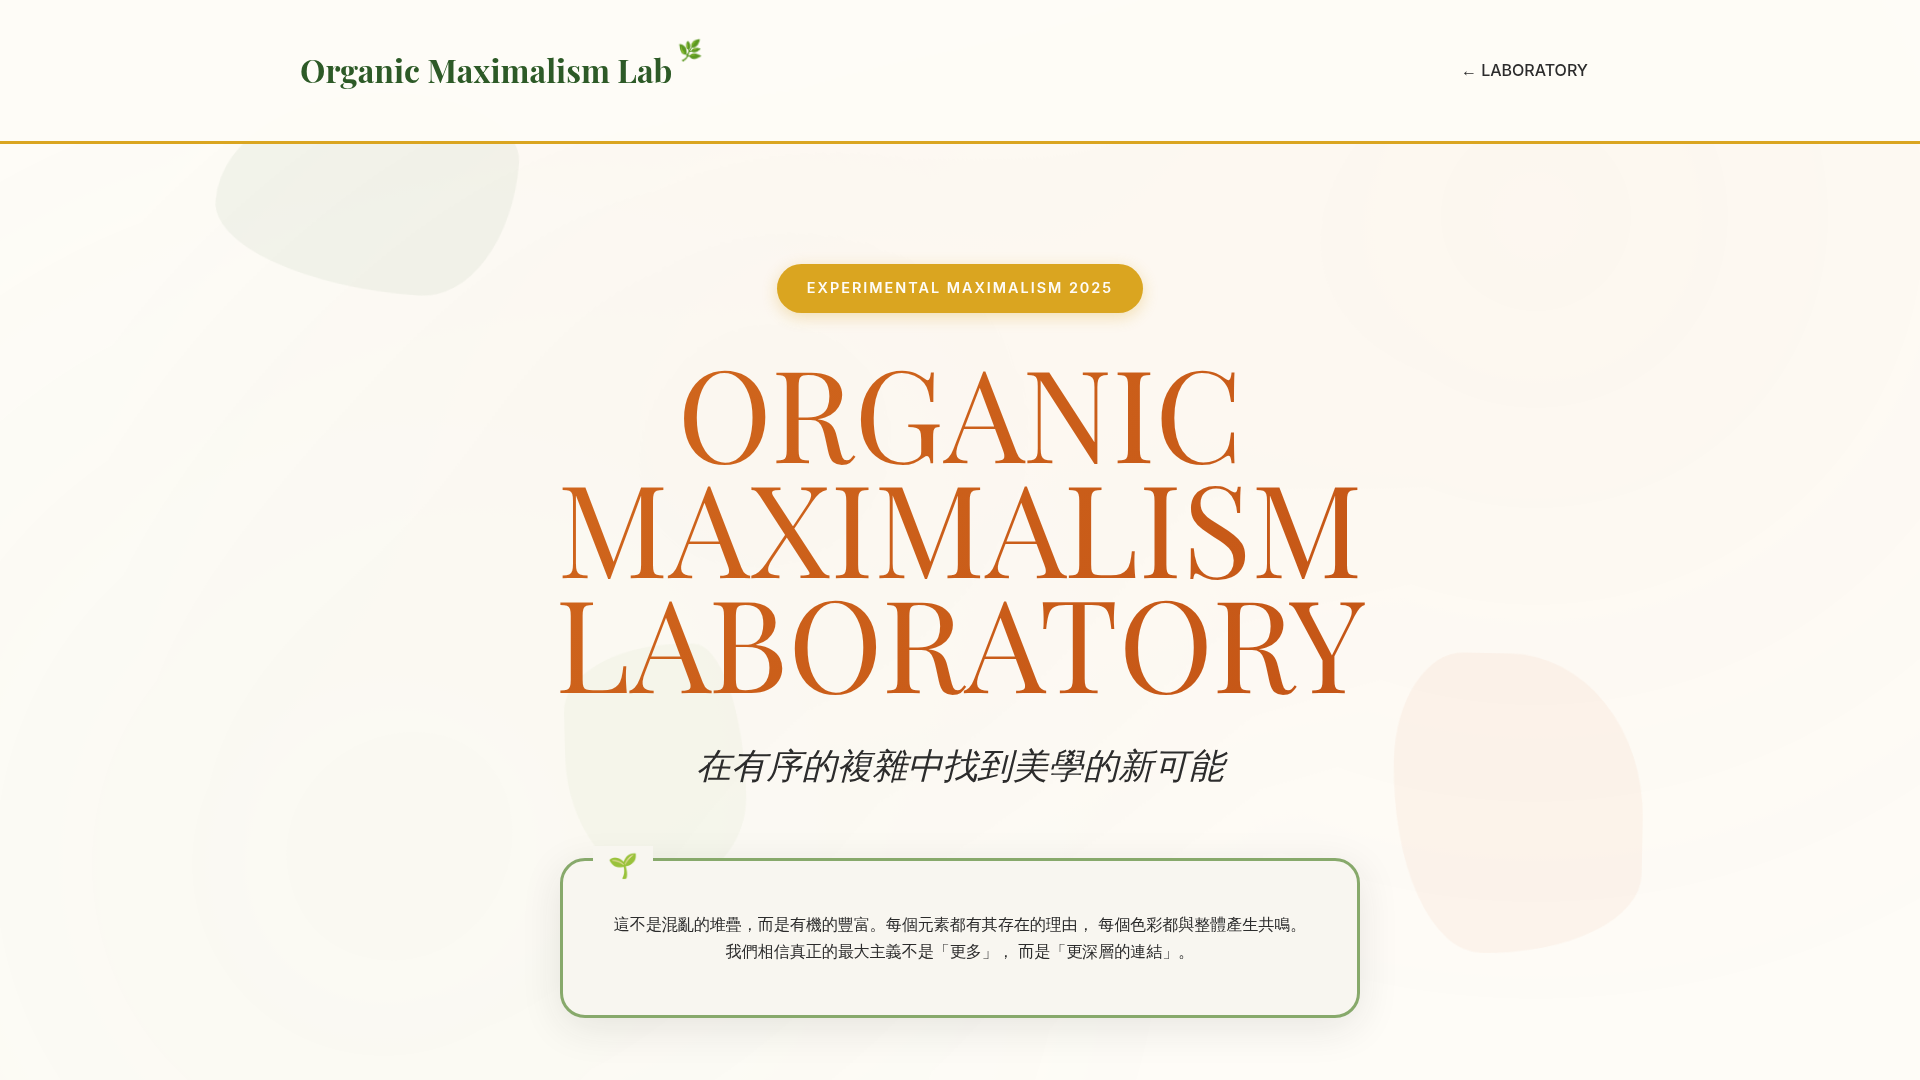 Organic Maximalism Lab
← LABORATORY
EXPERIMENTAL MAXIMALISM 2025
ORGANIC
MAXIMALISM
LABORATORY
在有序的複雜中找到美學的新可能
這不是混亂的堆疊，而是有機的豐富。每個元素都有其存在的理由， 每個色彩都與整體產生共鳴。
我們相信真正的最大主義不是「更多」， 而是「更深層的連結」。